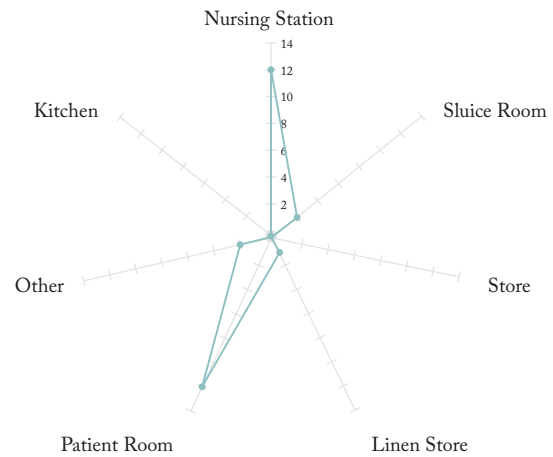 Nursing Station
14
12
10
8
6
4
2
Kitchen
Sluice Room
Other
Store
Patient Room
Linen Store